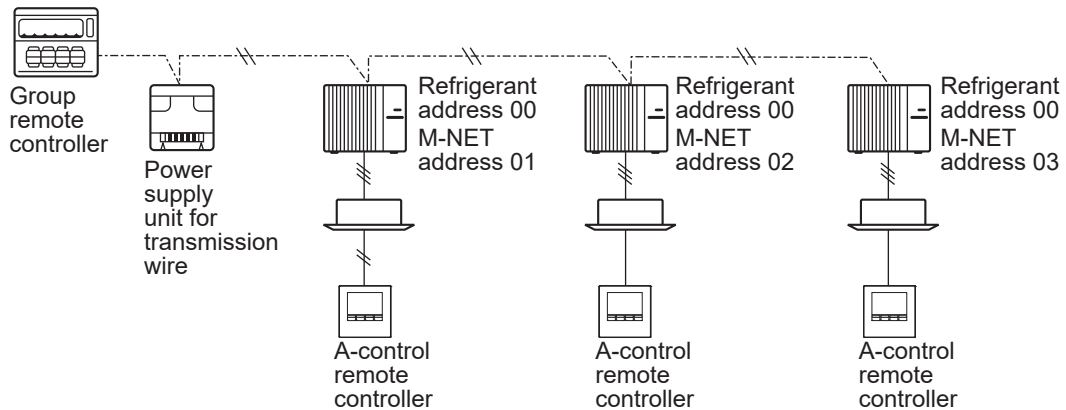 Group
remote
controller
Power
supply
unit for
transmission
wire
Refrigerant
address 00
M-NET
address 01
Refrigerant
address 00
M-NET
address 02
Refrigerant
address 00
M-NET
address 03
A-control
remote
controller
A-control
remote
controller
A-control
remote
controller